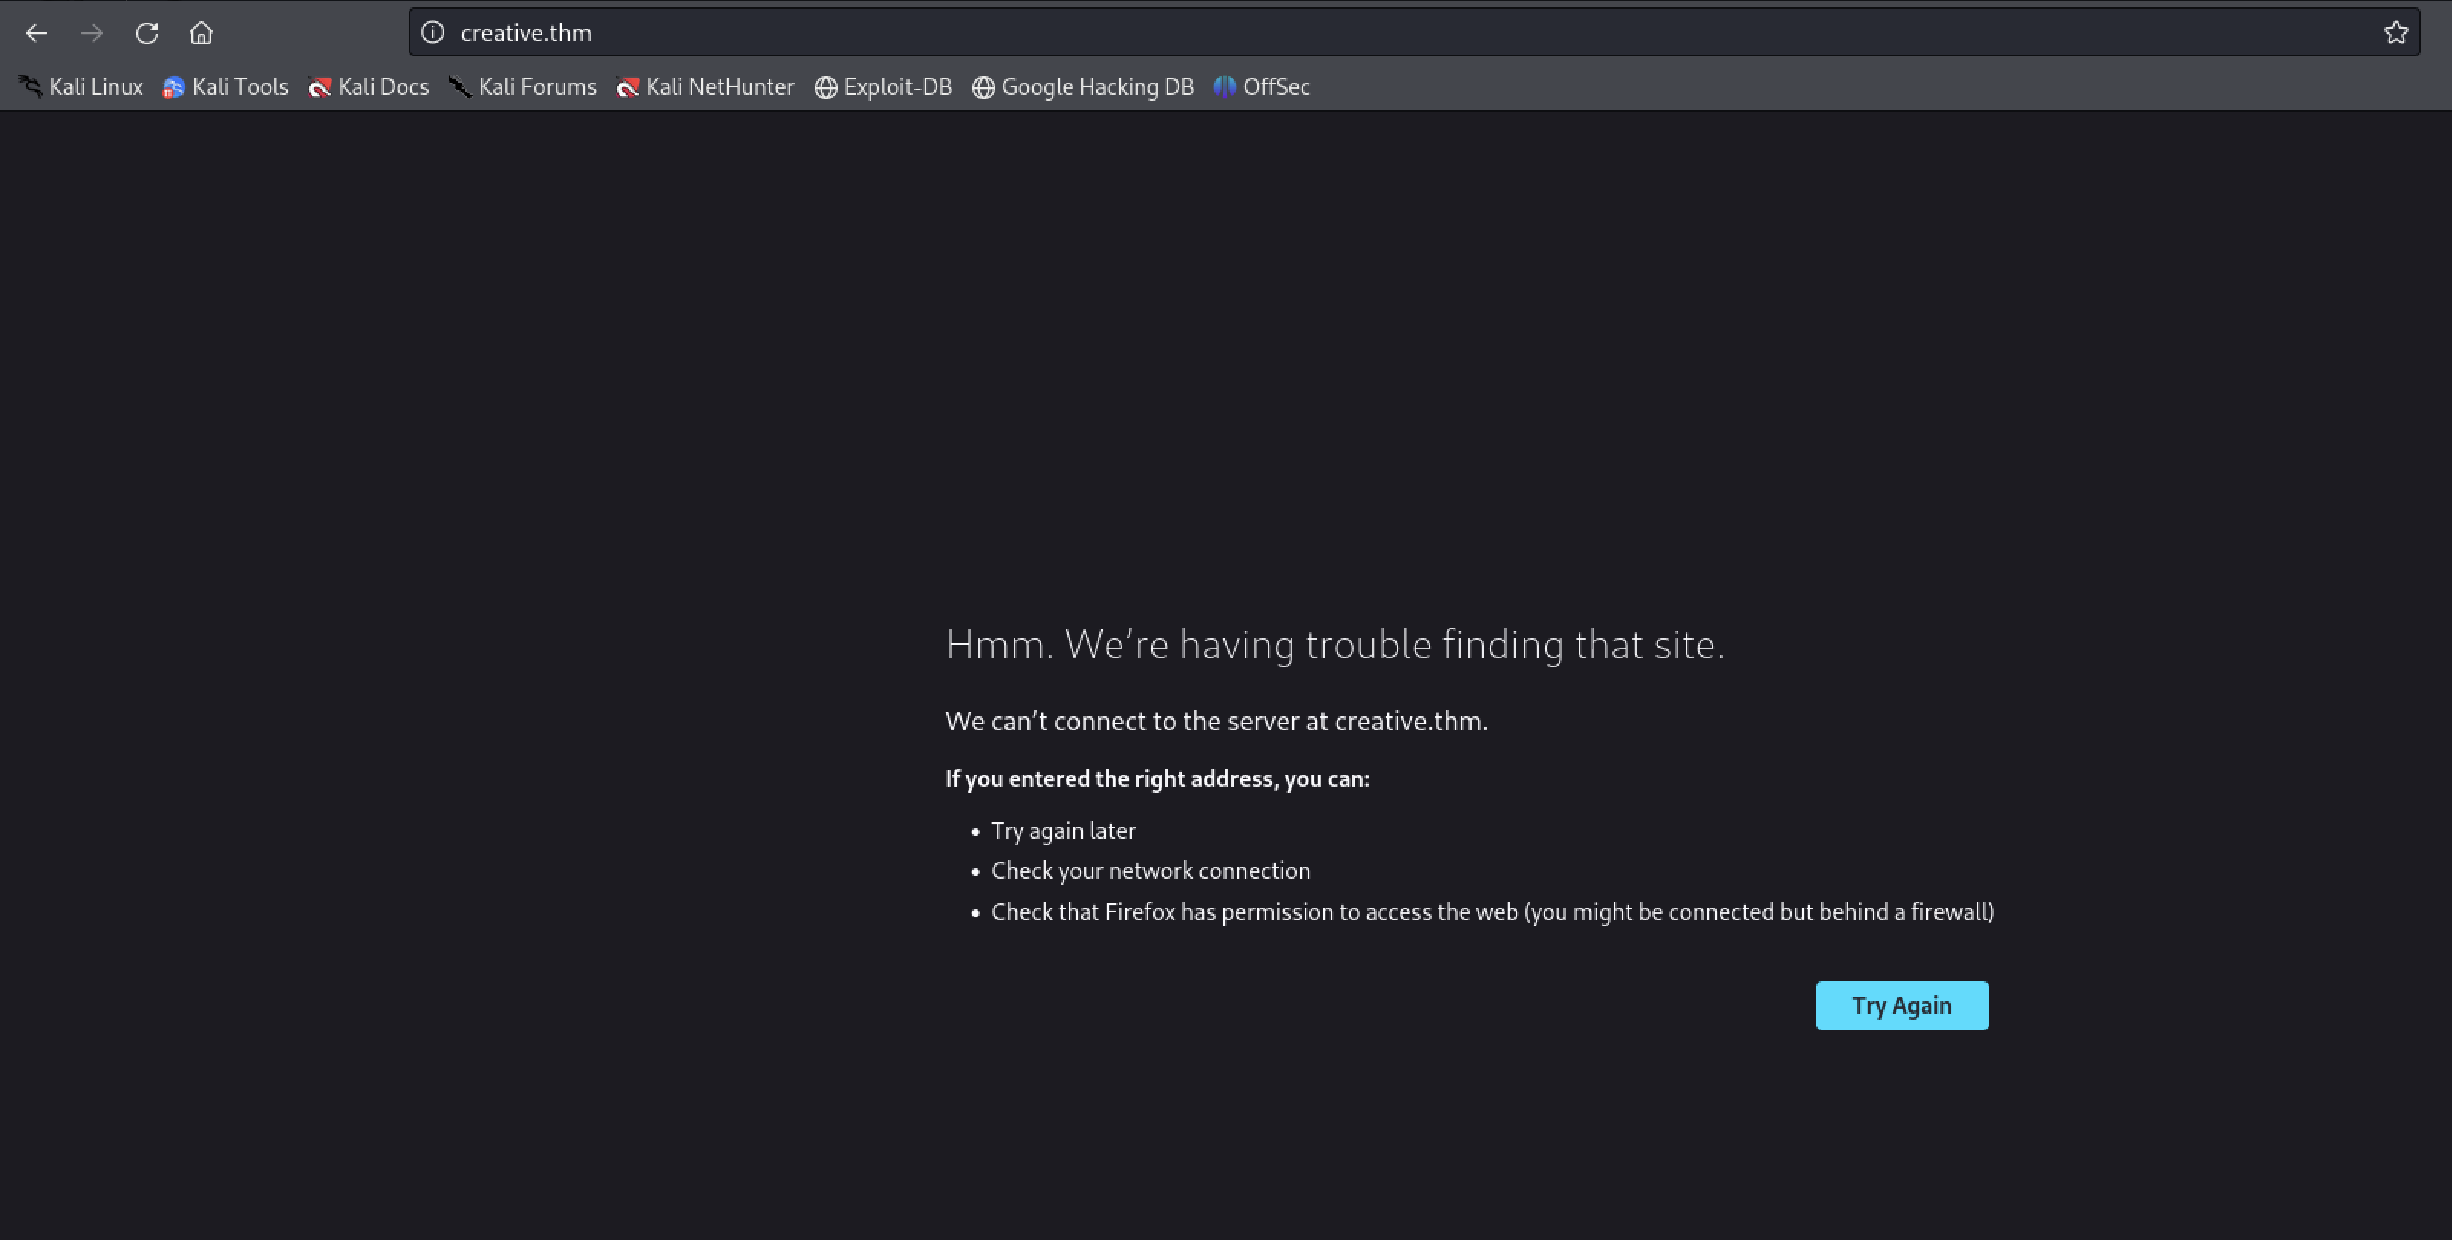 creative.thm
Kali Linux Kali Tools Kali Docs Kali Forums Kali NetHunter Exploit-DB Google Hacking DB OffSec
Hmm. We’re having trouble finding that site.
We can’t connect to the server at creative.thm.
If you entered the right address, you can:
• Try again later
• Check your network connection
• Check that Firefox has permission to access the web (you might be connected but behind a firewall)
Try Again